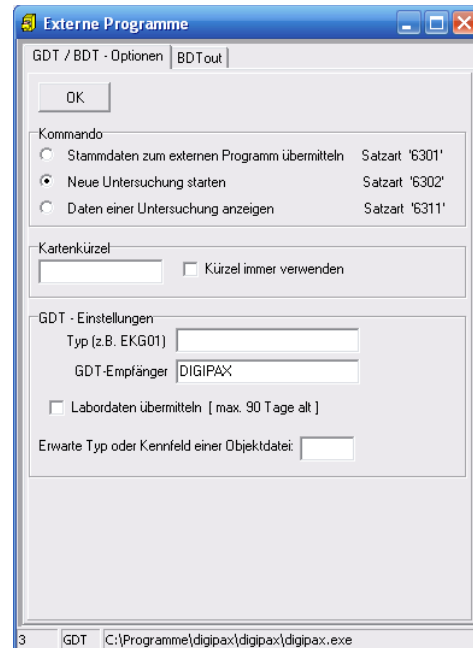 Externe Programme
GDT / BDT - Optionen BDTout
OK
Kommando
Stammdaten zum externen Programm übermitteln Satzart '6301'
Neue Untersuchung starten Satzart '6302'
Daten einer Untersuchung anzeigen Satzart '6311'
Kartenkürzel
Kürzel immer verwenden
GDT - Einstellungen
Typ (z.B. EKG01)
GDT-Empfänger DIGIPAX
Labordaten übermitteln [ max. 90 Tage alt ]
Erwarte Typ oder Kennfeld einer Objektdatei:
3 GDT C:\Programme\digipax\digipax\digipax.exe